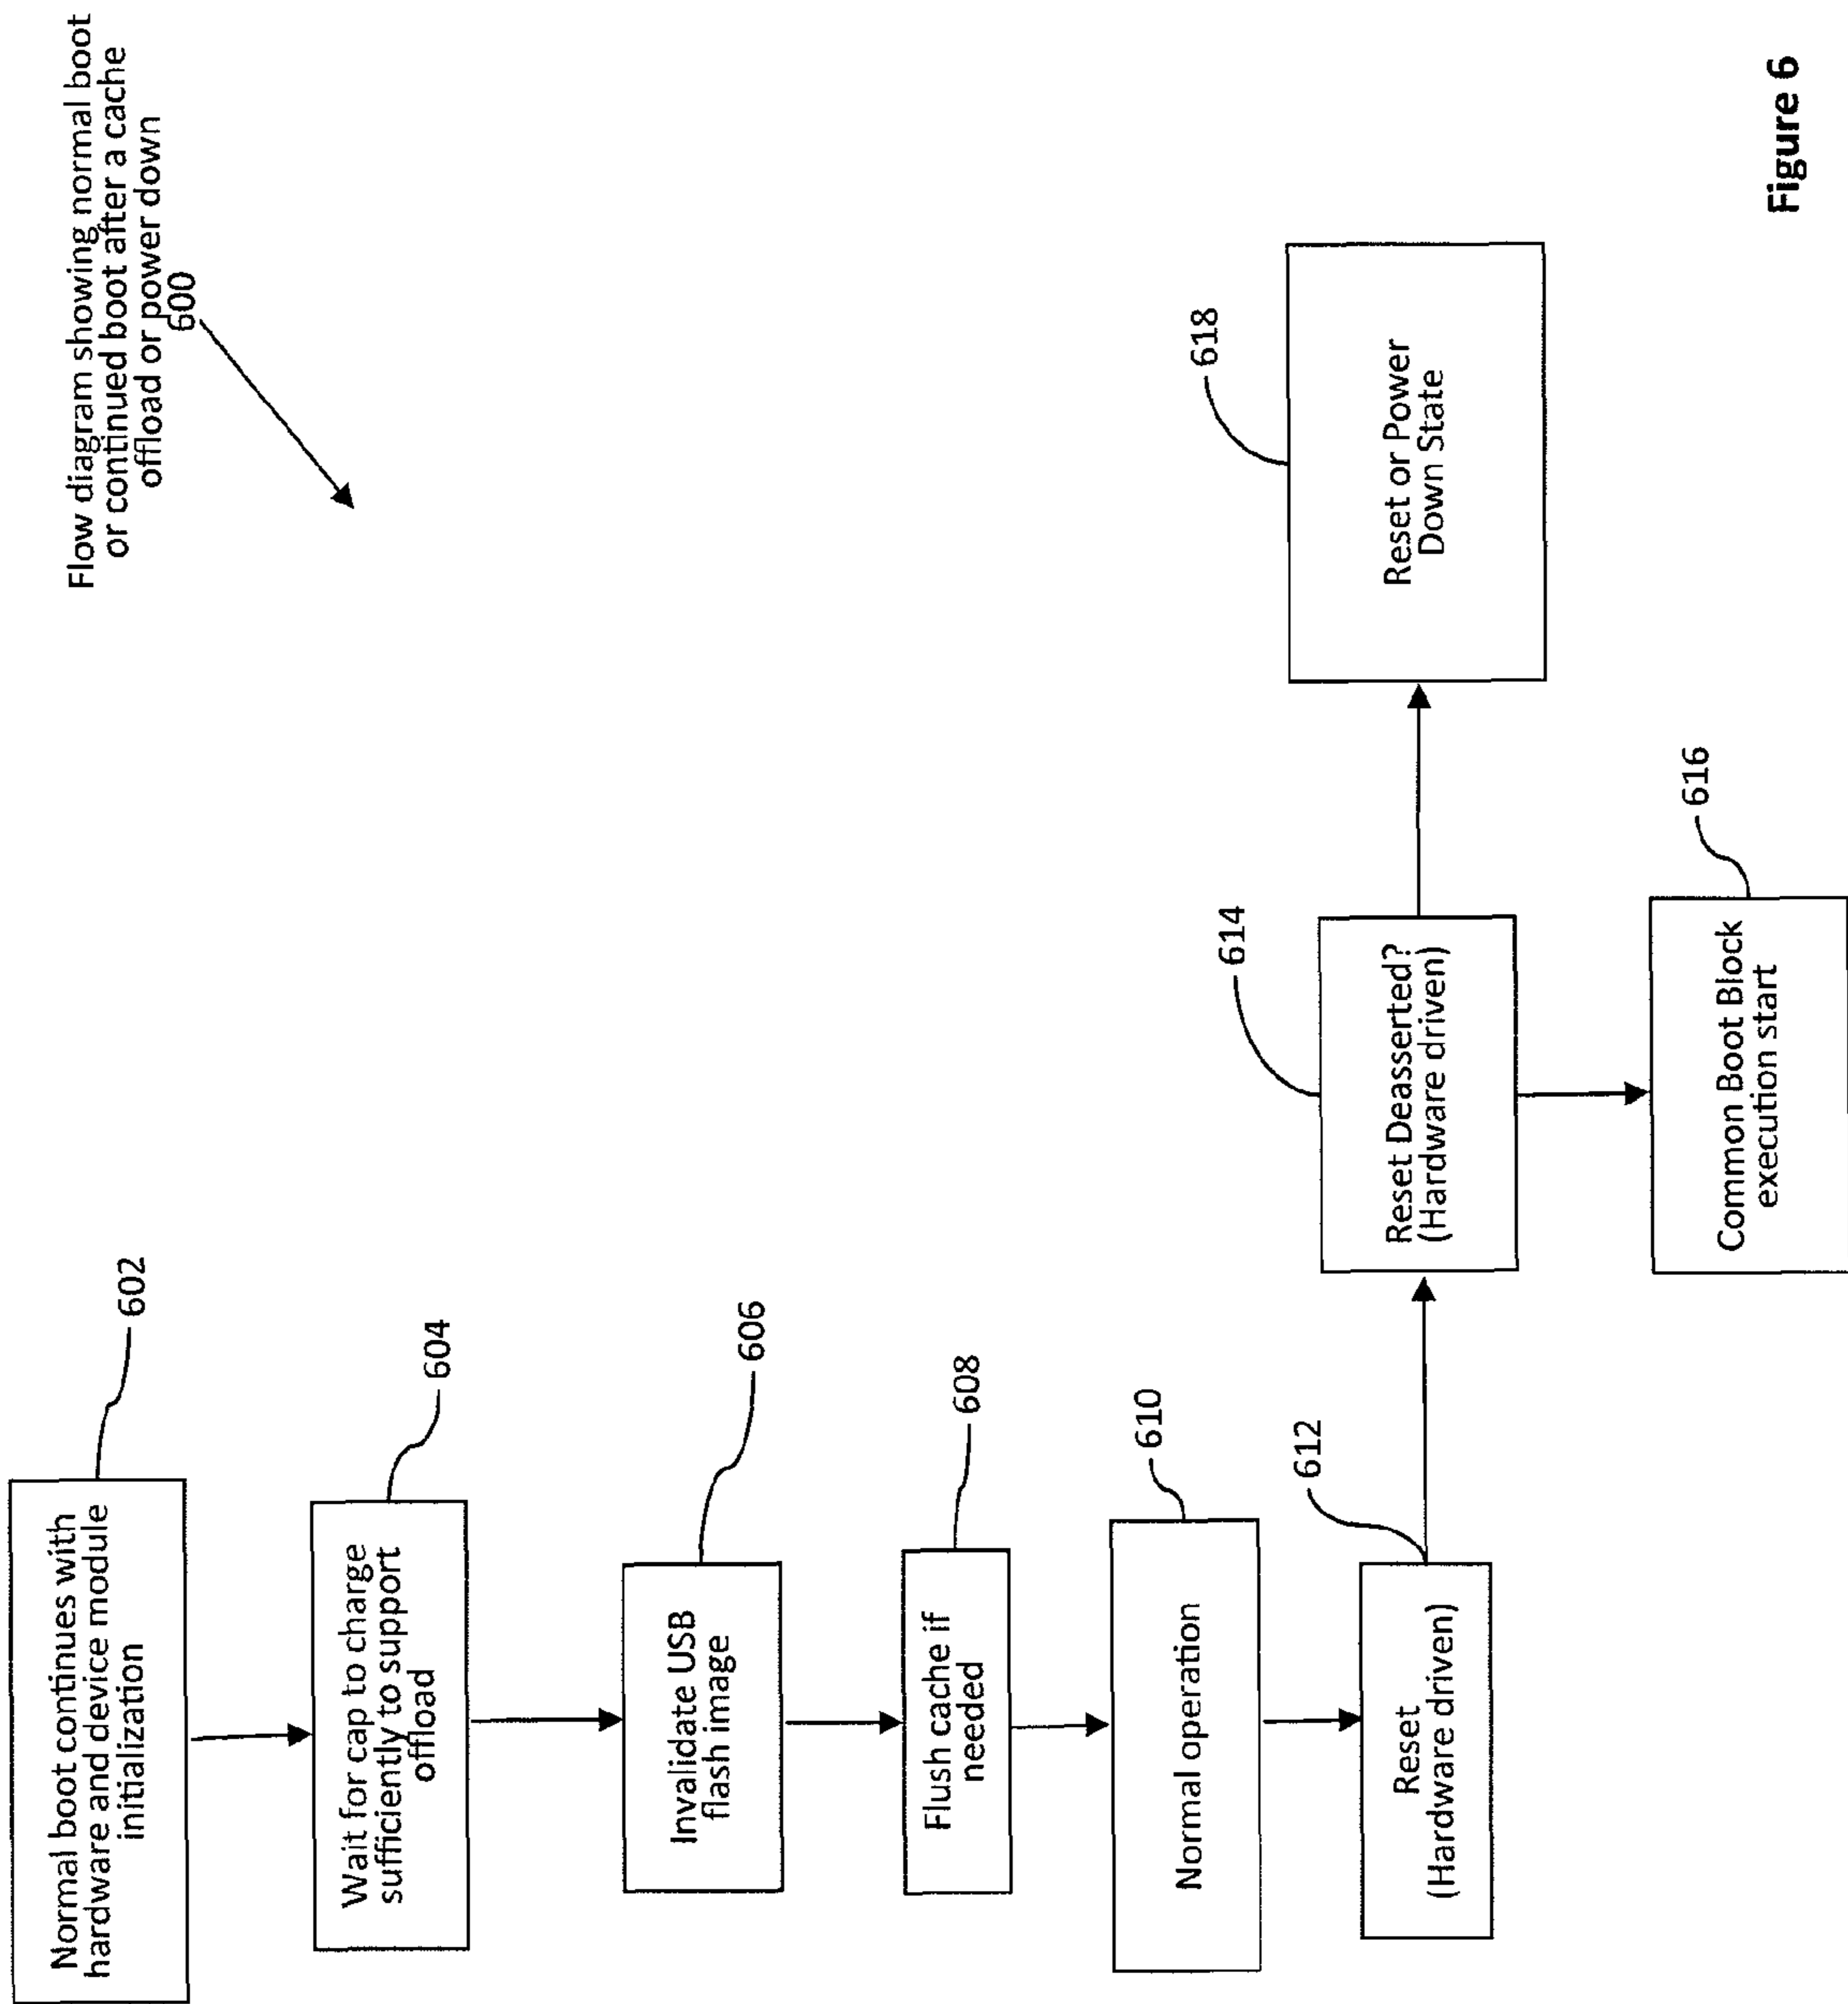 Flow diagram showing normal boot
or continued boot after a cache
offload or power down
600
Normal boot continues with
hardware and device module
initialization
602
Wait for cap to charge
sufficiently to support
offload
604
Invalidate USB
flash image
606
Flush cache if
needed
608
Normal operation
610
Reset
(Hardware driven)
612
Reset Deasserted?
(Hardware driven)
614
Common Boot Block
execution start
616
Reset or Power
Down State
618
Figure 6